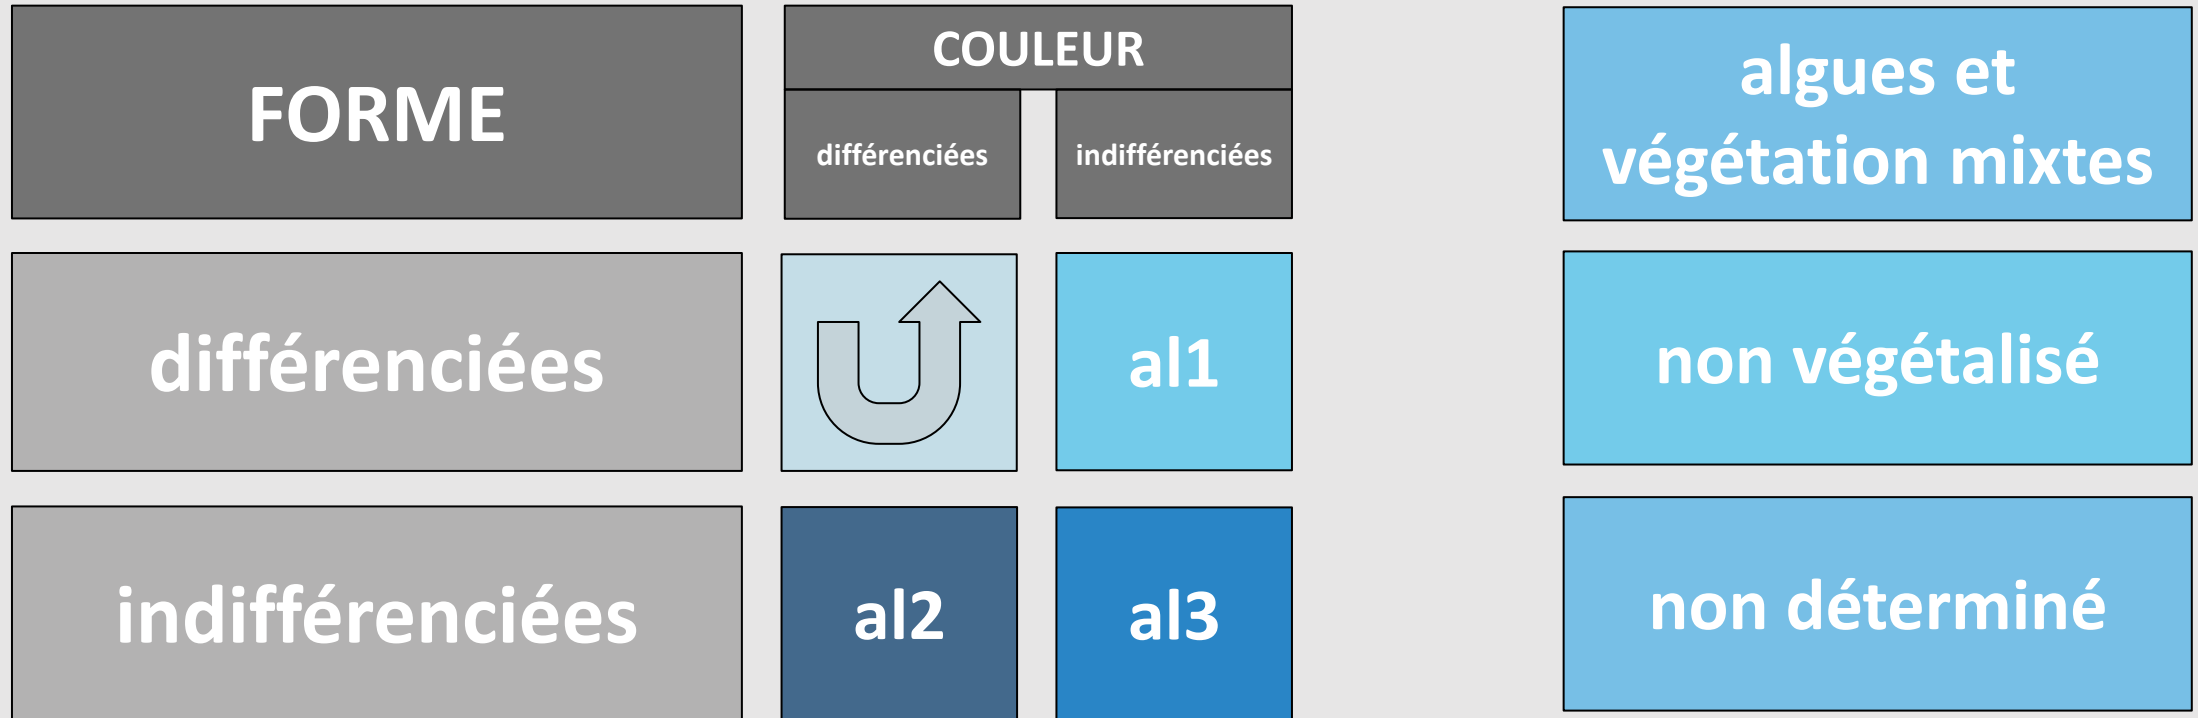 FORME
COULEUR
différenciées
indifférenciées
différenciées
al1
indifférenciées
al2
al3
algues et
végétation mixtes
non végétalisé
non déterminé